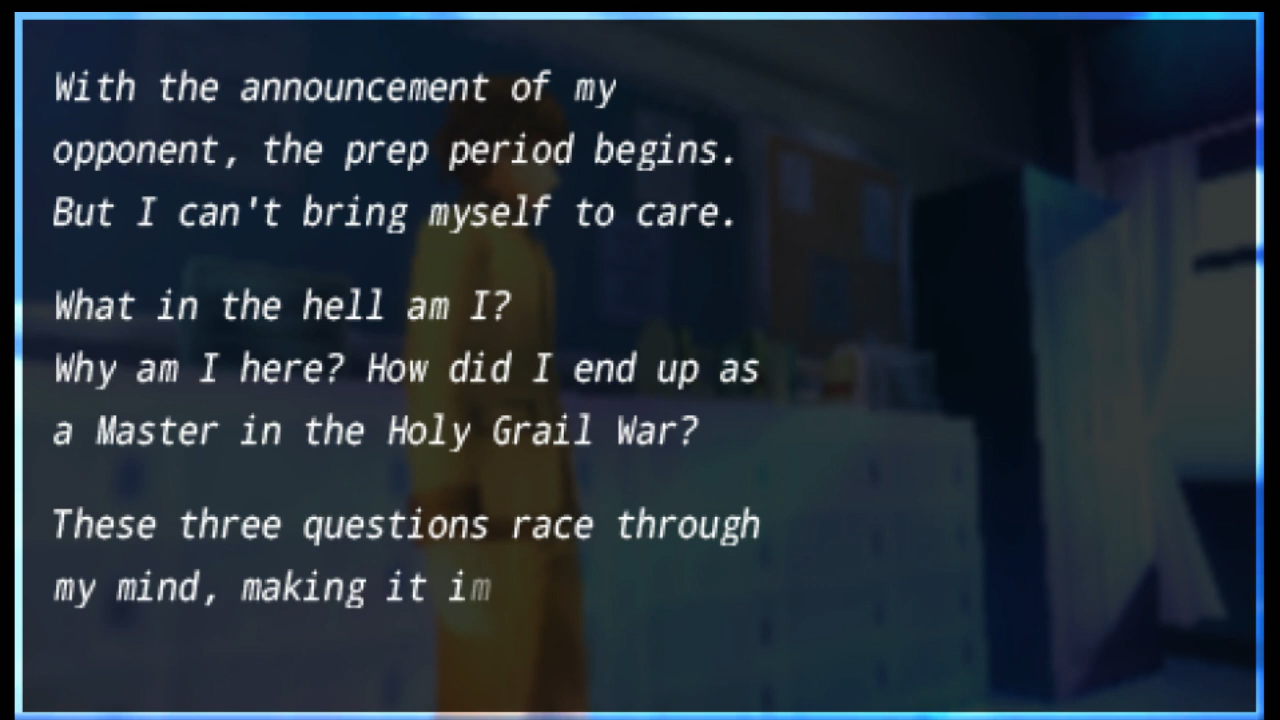 With the announcement of my
opponent, the prep period begins.
But I can't bring myself to care.
What in the hell am I?
Why am I here? How did I end up as
a Master in the Holy Grail War?
These three questions race through
my mind, making it im